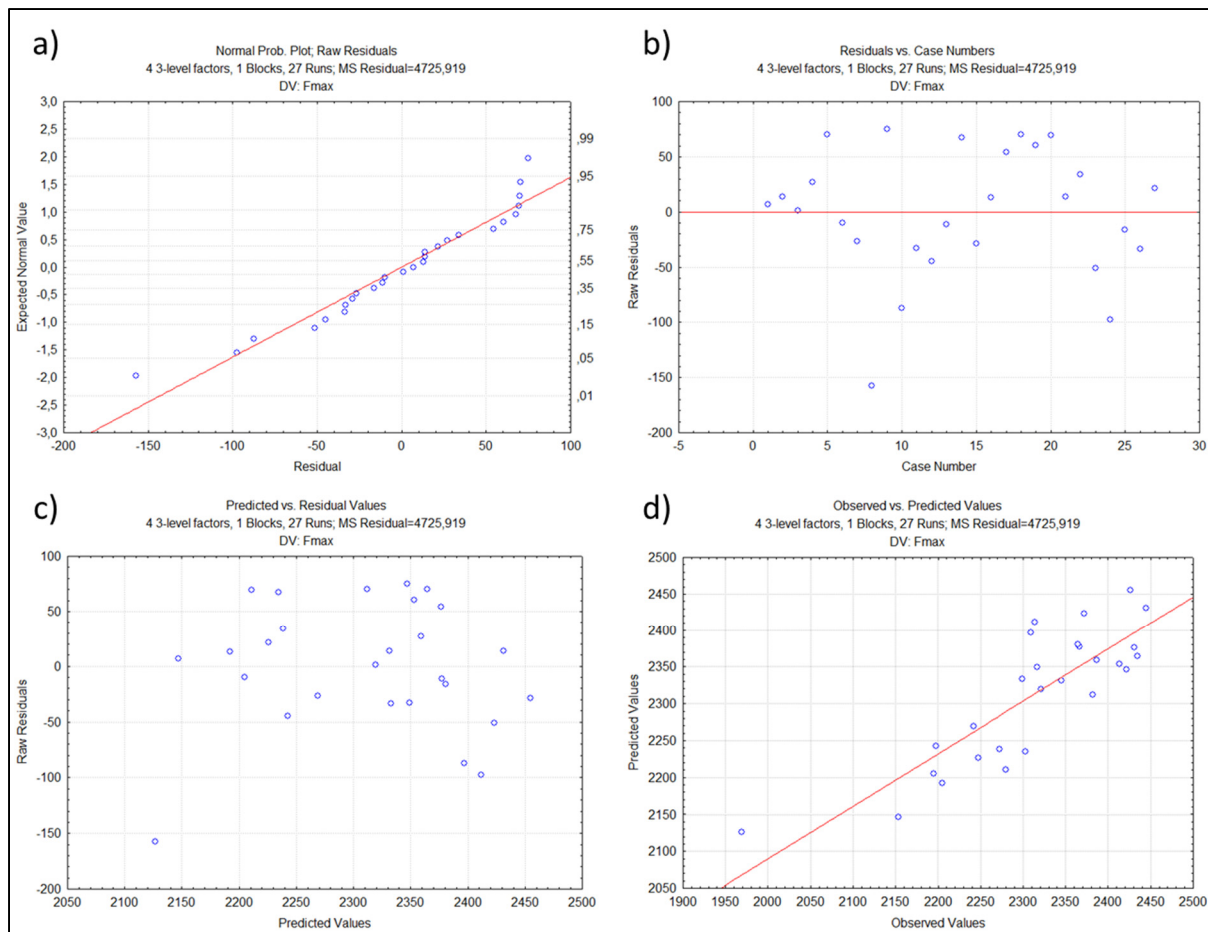 a)
Normal Prob. Plot; Raw Residuals
4 3-level factors, 1 Blocks, 27 Runs; MS Residual=4725,919
DV: Fmax
3,0
2,5
2,0
1,5
1,0
0,5
0,0
-0,5
-1,0
-1,5
-2,0
-2,5
-3,0
Expected Normal Value
,99
,95
,75
,55
,35
,15
,05
,01
-200 -150 -100 -50 0 50 100
Residual
b)
Residuals vs. Case Numbers
4 3-level factors, 1 Blocks, 27 Runs; MS Residual=4725,919
DV: Fmax
100
50
0
-50
-100
-150
-200
Raw Residuals
-5 0 5 10 15 20 25 30
Case Number
c)
Predicted vs. Residual Values
4 3-level factors, 1 Blocks, 27 Runs; MS Residual=4725,919
DV: Fmax
100
50
0
-50
-100
-150
-200
Raw Residuals
2050 2100 2150 2200 2250 2300 2350 2400 2450 2500
Predicted Values
d)
Observed vs. Predicted Values
4 3-level factors, 1 Blocks, 27 Runs; MS Residual=4725,919
DV: Fmax
2500
2450
2400
2350
2300
2250
2200
2150
2100
2050
Predicted Values
1900 1950 2000 2050 2100 2150 2200 2250 2300 2350 2400 2450 2500
Observed Values